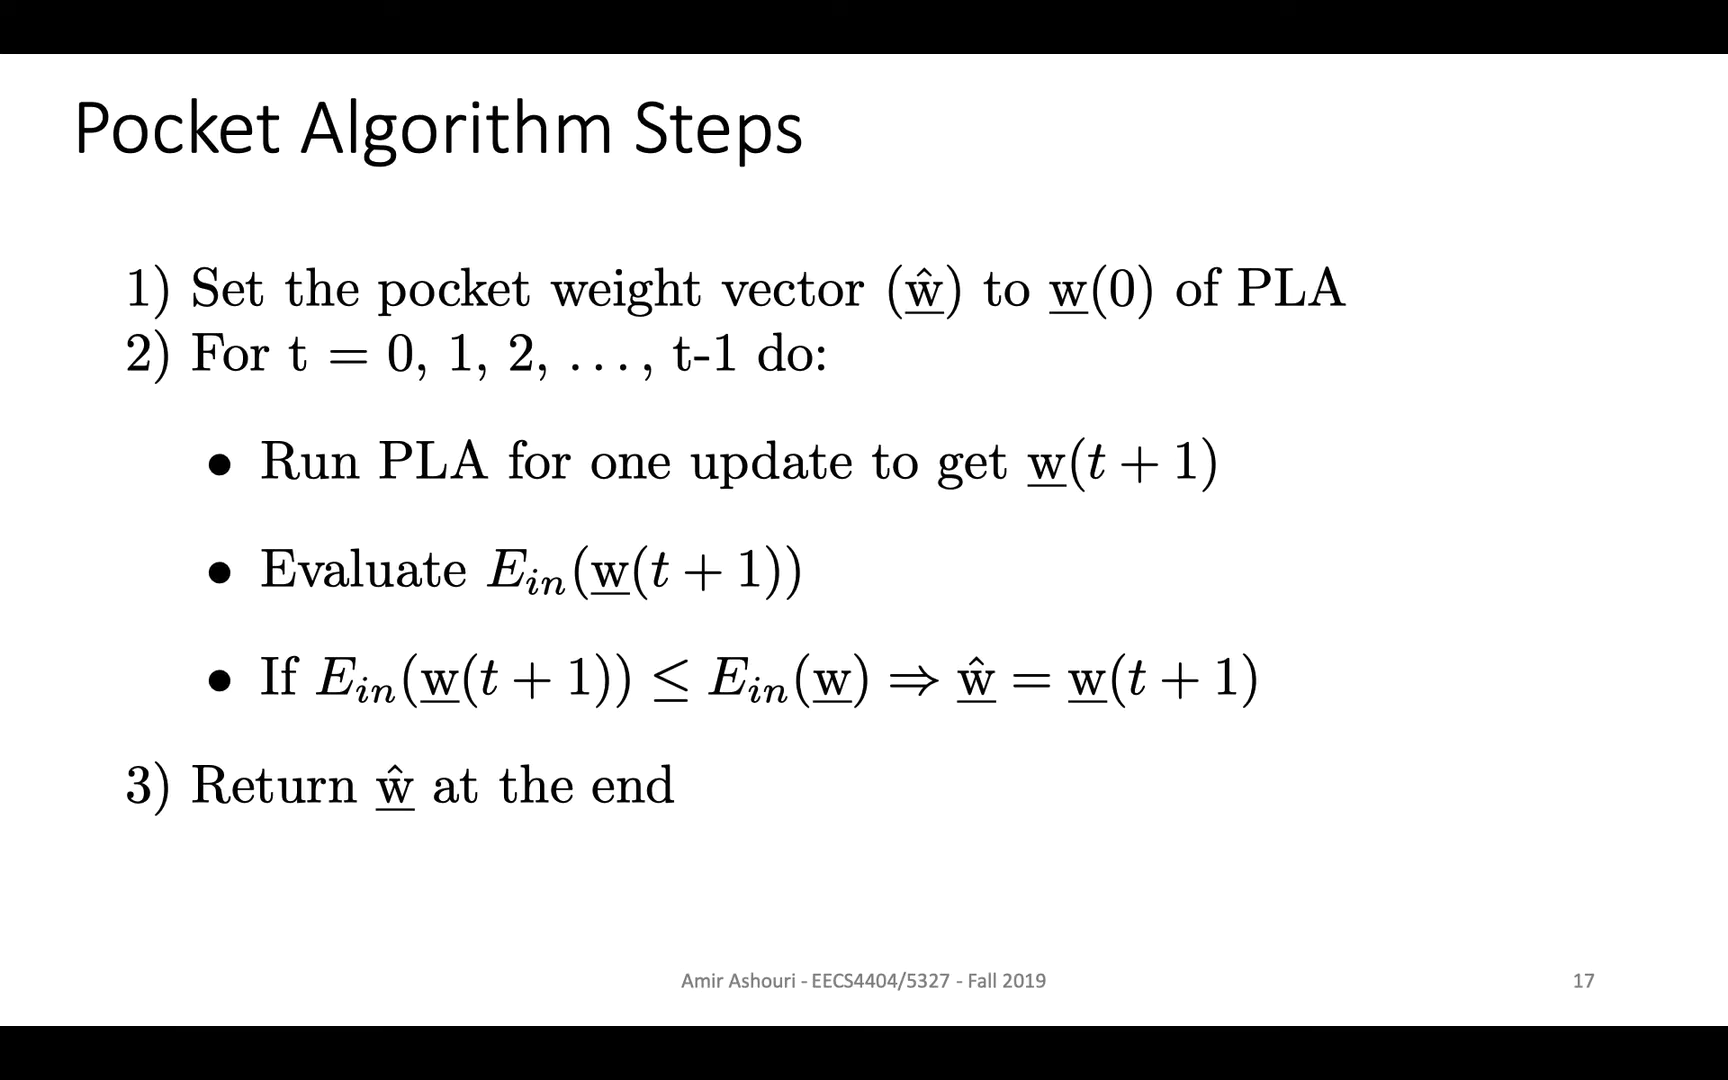 Pocket Algorithm Steps
1) Set the pocket weight vector (ŵ̲) to w̲(0) of PLA
2) For t = 0, 1, 2, . . . , t-1 do:
• Run PLA for one update to get w̲(t + 1)
• Evaluate E_in(w̲(t + 1))
• If E_in(w̲(t + 1)) ≤ E_in(w̲) ⇒ ŵ̲ = w̲(t + 1)
3) Return ŵ̲ at the end
Amir Ashouri - EECS4404/5327 - Fall 2019
17